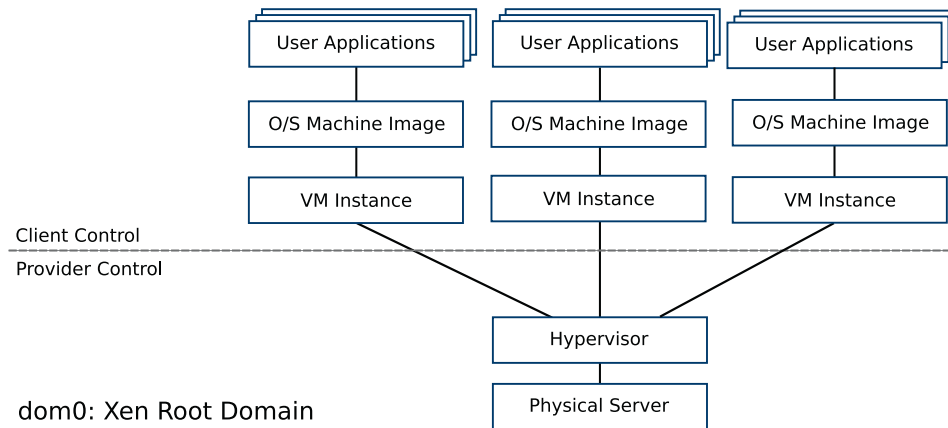 User Applications User Applications User Applications
O/S Machine Image O/S Machine Image O/S Machine Image
VM Instance VM Instance VM Instance
Client Control
Provider Control
Hypervisor
Physical Server
dom0: Xen Root Domain